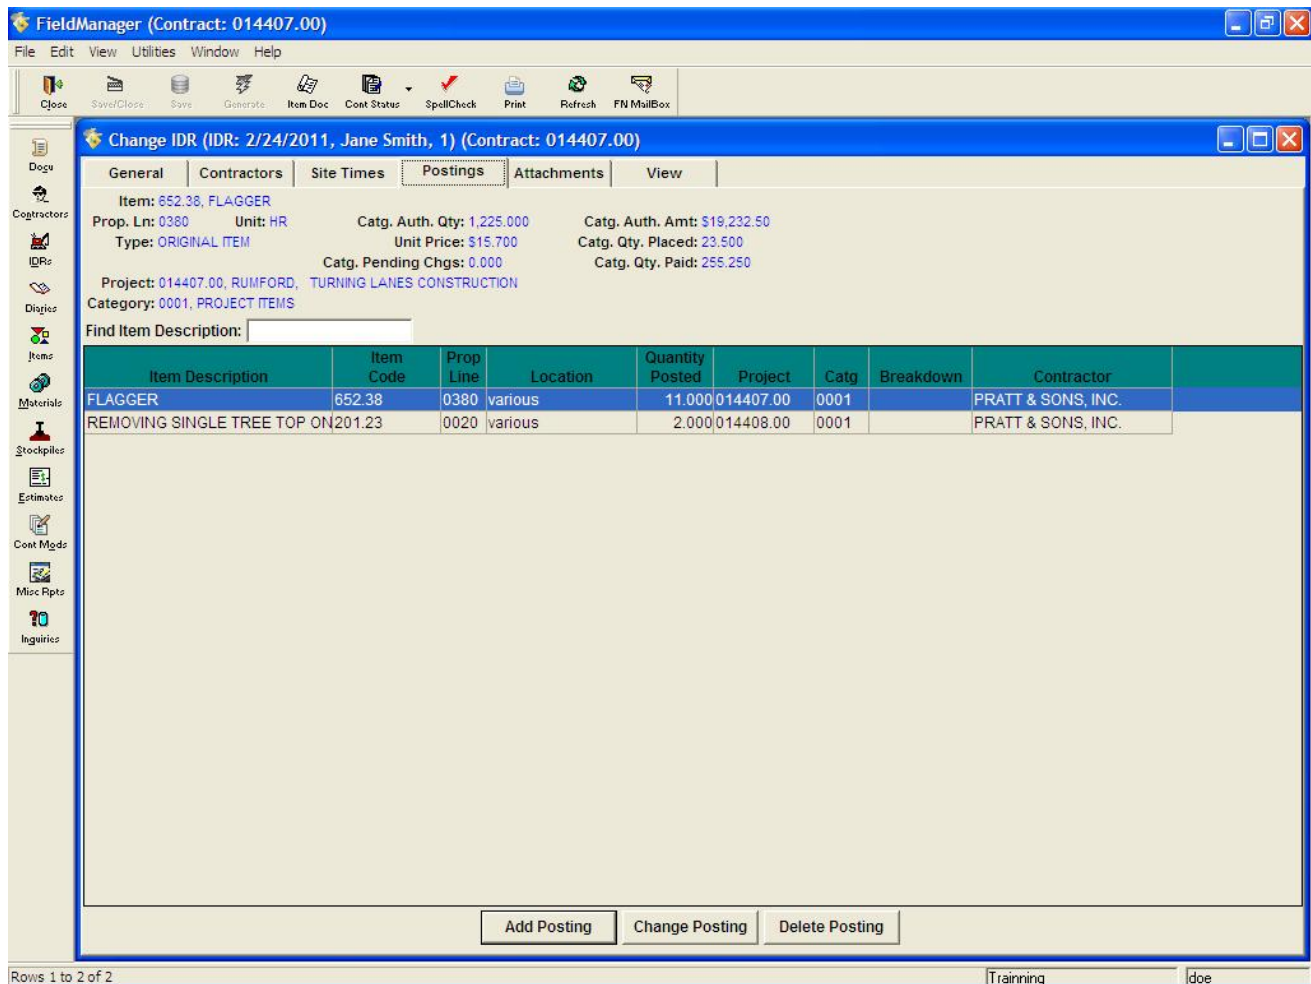 FieldManager (Contract: 014407.00)
File Edit View Utilities Window Help
Close Save/Close Save Generate Item Doc Cont Status SpellCheck Print Refresh FN MailBox
Change IDR (IDR: 2/24/2011, Jane Smith, 1) (Contract: 014407.00)
Docu
Contractors
IDRs
Diaries
Items
Materials
Stockpiles
Estimates
Cont Mods
Misc Rpts
Inquiries
General Contractors Site Times Postings Attachments View
Item: 652.38, FLAGGER
Prop. Ln: 0380 Unit: HR Catg. Auth. Qty: 1,225.000 Catg. Auth. Amt: $19,232.50
Type: ORIGINAL ITEM Unit Price: $15.700 Catg. Qty. Placed: 23.500
Catg. Pending Chgs: 0.000 Catg. Qty. Paid: 255.250
Project: 014407.00, RUMFORD, TURNING LANES CONSTRUCTION
Category: 0001, PROJECT ITEMS
Find Item Description:
Item Description Item Code Prop Line Location Quantity Posted Project Catg Breakdown Contractor
FLAGGER 652.38 0380 various 11.000 014407.00 0001 PRATT & SONS, INC.
REMOVING SINGLE TREE TOP ON 201.23 0020 various 2.000 014408.00 0001 PRATT & SONS, INC.
Add Posting Change Posting Delete Posting
Rows 1 to 2 of 2 Trainning doe